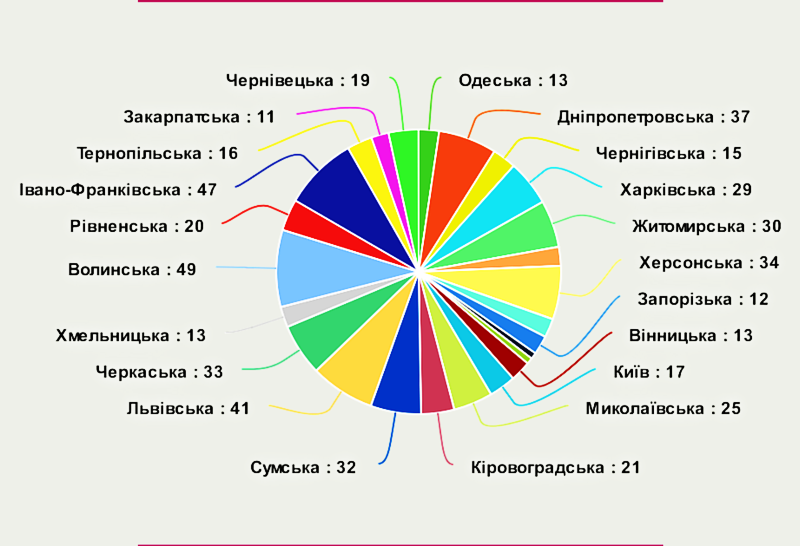 Чернівецька : 19
Одеська : 13
Закарпатська : 11
Дніпропетровська : 37
Тернопільська : 16
Чернігівська : 15
Івано-Франківська : 47
Харківська : 29
Рівненська : 20
Житомирська : 30
Волинська : 49
Херсонська : 34
Запорізька : 12
Хмельницька : 13
Вінницька : 13
Черкаська : 33
Київ : 17
Львівська : 41
Миколаївська : 25
Сумська : 32
Кіровоградська : 21